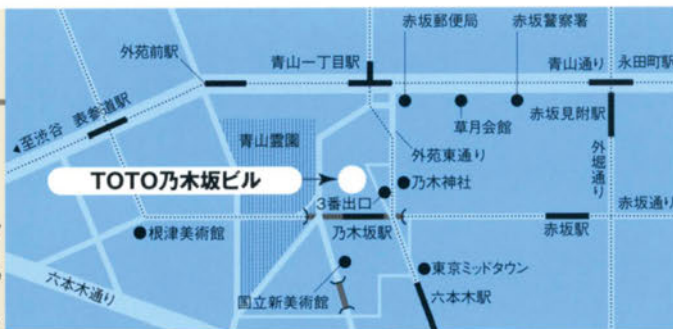 赤坂郵便局
赤坂警察署
外苑前駅
青山一丁目駅
青山通り
永田町駅
◀至渋谷
表参道駅
青山霊園
草月会館
赤坂見附駅
外苑東通り
外堀通り
TOTO乃木坂ビル
乃木神社
3番出口
赤坂通り
根津美術館
乃木坂駅
赤坂駅
東京ミッドタウン
六本木通り
国立新美術館
六本木駅